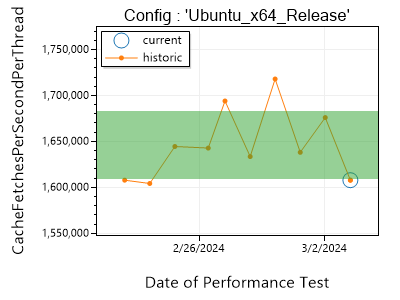 Config : 'Ubuntu_x64_Release'
CacheFetchesPerSecondPerThread
1,750,000
1,700,000
1,650,000
1,600,000
1,550,000
current
historic
2/26/2024
3/2/2024
Date of Performance Test